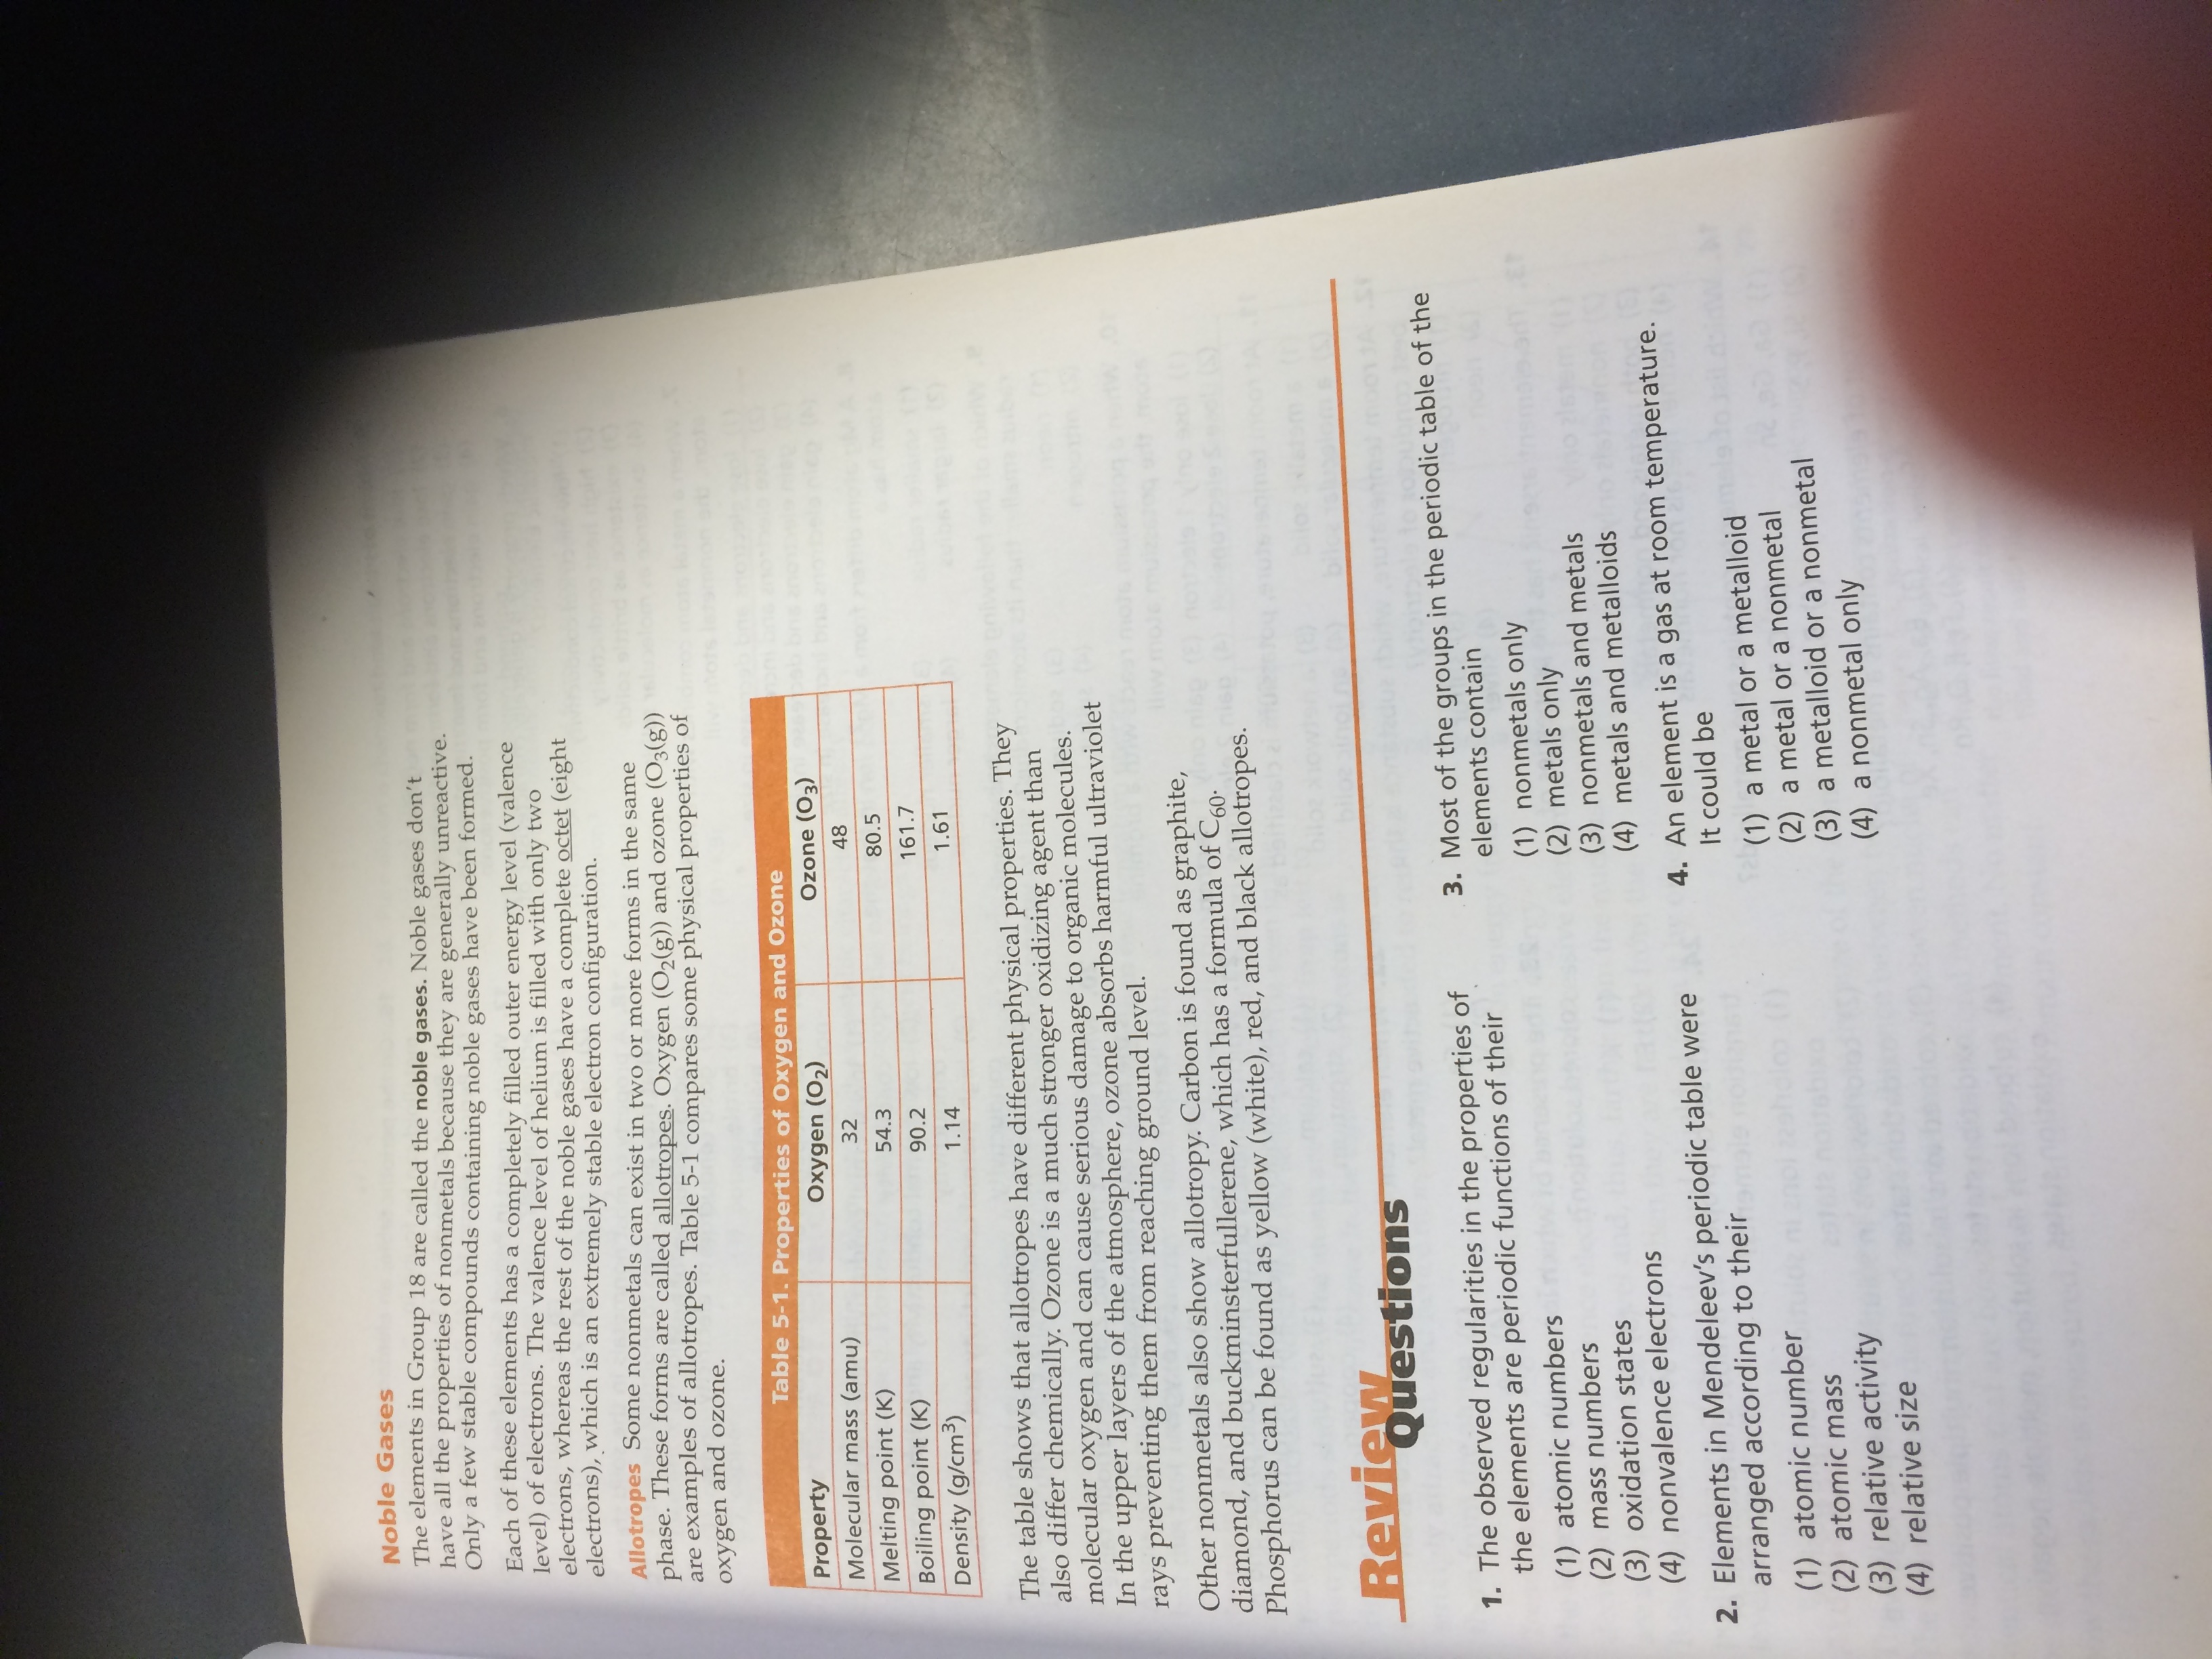 Noble Gases
The elements in Group 18 are called the noble gases. Noble gases don't
have all the properties of nonmetals because they are generally unreactive.
Only a few stable compounds containing noble gases have been formed.
Each of these elements has a completely filled outer energy level (valence
level) of electrons. The valence level of helium is filled with only two
electrons, whereas the rest of the noble gases have a complete octet (eight
electrons), which is an extremely stable electron configuration.
Allotropes Some nonmetals can exist in two or more forms in the same
phase. These forms are called allotropes. Oxygen (O₂(g)) and ozone (O₃(g))
are examples of allotropes. Table 5-1 compares some physical properties of
oxygen and ozone.
Table 5-1. Properties of Oxygen and Ozone
Property Oxygen (O₂) Ozone (O₃)
Molecular mass (amu) 32 48
Melting point (K) 54.3 80.5
Boiling point (K) 90.2 161.7
Density (g/cm³) 1.14 1.61
The table shows that allotropes have different physical properties. They
also differ chemically. Ozone is a much stronger oxidizing agent than
molecular oxygen and can cause serious damage to organic molecules.
In the upper layers of the atmosphere, ozone absorbs harmful ultraviolet
rays preventing them from reaching ground level.
Other nonmetals also show allotropy. Carbon is found as graphite,
diamond, and buckminsterfullerene, which has a formula of C₆₀.
Phosphorus can be found as yellow (white), red, and black allotropes.
Review
Questions
1. The observed regularities in the properties of
the elements are periodic functions of their
(1) atomic numbers
(2) mass numbers
(3) oxidation states
(4) nonvalence electrons
2. Elements in Mendeleev's periodic table were
arranged according to their
(1) atomic number
(2) atomic mass
(3) relative activity
(4) relative size
3. Most of the groups in the periodic table of the
elements contain
(1) nonmetals only
(2) metals only
(3) nonmetals and metals
(4) metals and metalloids
4. An element is a gas at room temperature.
It could be
(1) a metal or a metalloid
(2) a metal or a nonmetal
(3) a metalloid or a nonmetal
(4) a nonmetal only